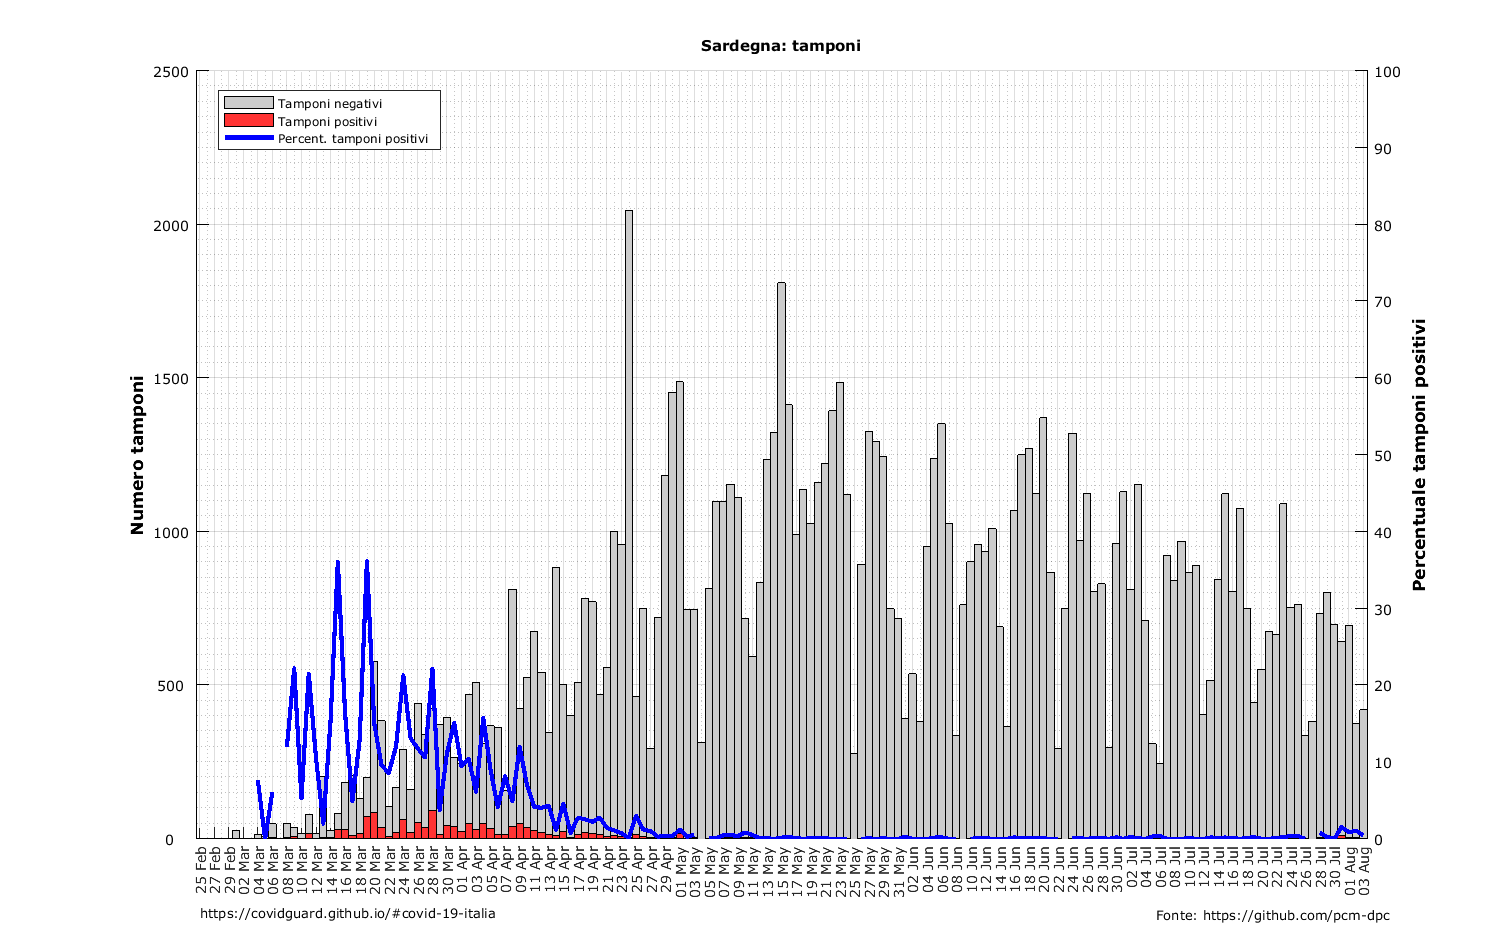 Sardegna: tamponi
2500
2000
1500
1000
500
0
Numero tamponi
Tamponi negativi
Tamponi positivi
Percent. tamponi positivi
100
90
80
70
60
50
40
30
20
10
0
Percentuale tamponi positivi
25 Feb
27 Feb
29 Feb
02 Mar
04 Mar
06 Mar
08 Mar
10 Mar
12 Mar
14 Mar
16 Mar
18 Mar
20 Mar
22 Mar
24 Mar
26 Mar
28 Mar
30 Mar
01 Apr
03 Apr
05 Apr
07 Apr
09 Apr
11 Apr
13 Apr
15 Apr
17 Apr
19 Apr
21 Apr
23 Apr
25 Apr
27 Apr
29 Apr
01 May
03 May
05 May
07 May
09 May
11 May
13 May
15 May
17 May
19 May
21 May
23 May
25 May
27 May
29 May
31 May
02 Jun
04 Jun
06 Jun
08 Jun
10 Jun
12 Jun
14 Jun
16 Jun
18 Jun
20 Jun
22 Jun
24 Jun
26 Jun
28 Jun
30 Jun
02 Jul
04 Jul
06 Jul
08 Jul
10 Jul
12 Jul
14 Jul
16 Jul
18 Jul
20 Jul
22 Jul
24 Jul
26 Jul
28 Jul
30 Jul
01 Aug
03 Aug
https://covidguard.github.io/#covid-19-italia
Fonte: https://github.com/pcm-dpc